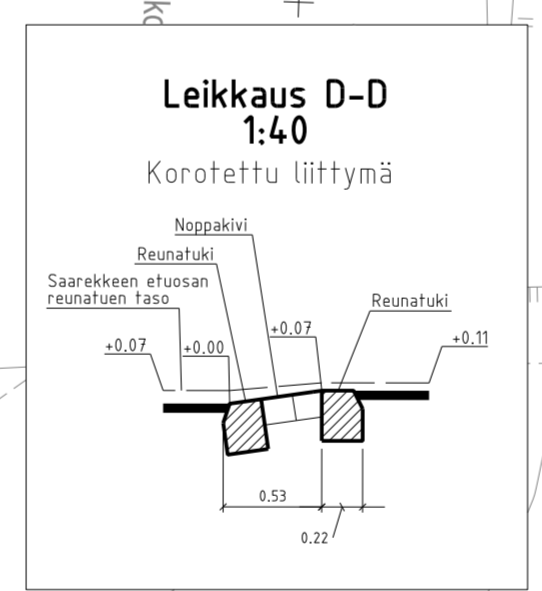 ko
Leikkaus D-D
1:40
Korotettu liittymä
Noppakivi
Reunatuki
Saarekkeen etuosan
reunatuen taso
Reunatuki
+0.07
+0.00
+0.07
+0.11
0.53
0.22